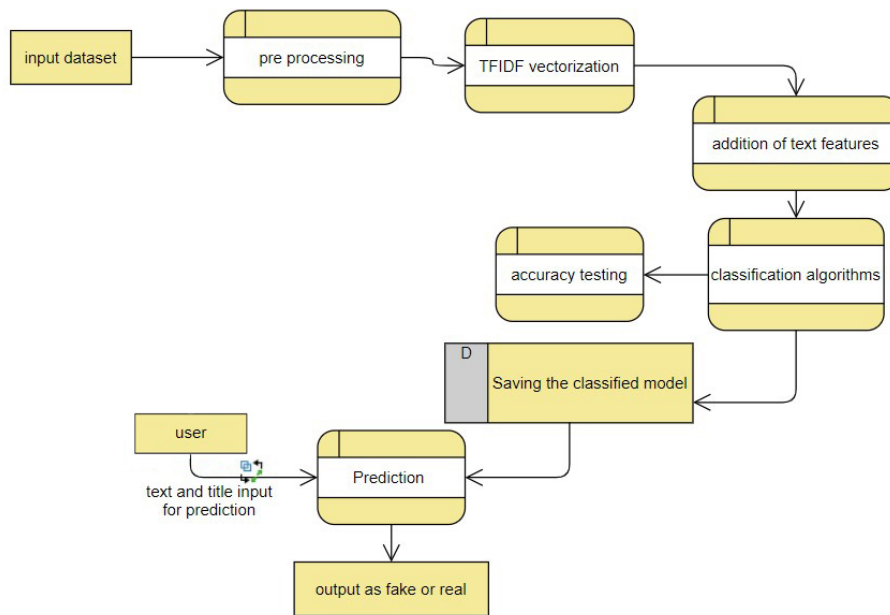 input dataset
pre processing
TFIDF vectorization
addition of text features
classification algorithms
accuracy testing
D
Saving the classified model
user
text and title input
for prediction
Prediction
output as fake or real